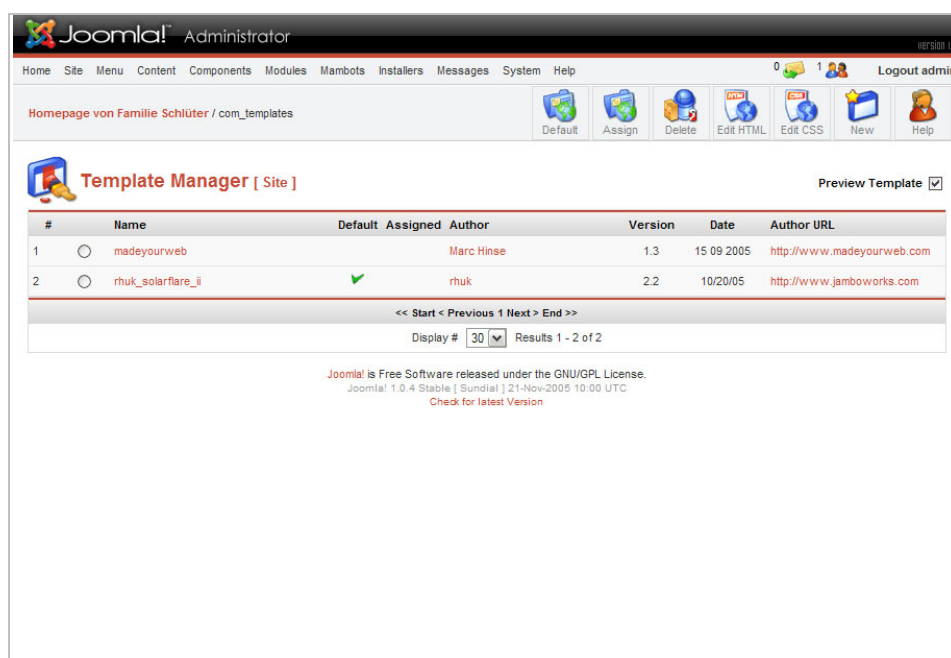 Joomla!™ Administrator
version
Home Site Menu Content Components Modules Mambots Installers Messages System Help 0 1 Logout admi
Homepage von Familie Schlüter / com_templates
Default Assign Delete Edit HTML Edit CSS New Help
Template Manager [ Site ]
Preview Template
# Name Default Assigned Author Version Date Author URL
1 madeyourweb Marc Hinse 1.3 15 09 2005 http://www.madeyourweb.com
2 rhuk_solarflare_ii rhuk 2.2 10/20/05 http://www.jamboworks.com
<< Start < Previous 1 Next > End >>
Display # 30 Results 1 - 2 of 2
Joomla! is Free Software released under the GNU/GPL License.
Joomla! 1.0.4 Stable [ Sundial ] 21-Nov-2005 10:00 UTC
Check for latest Version